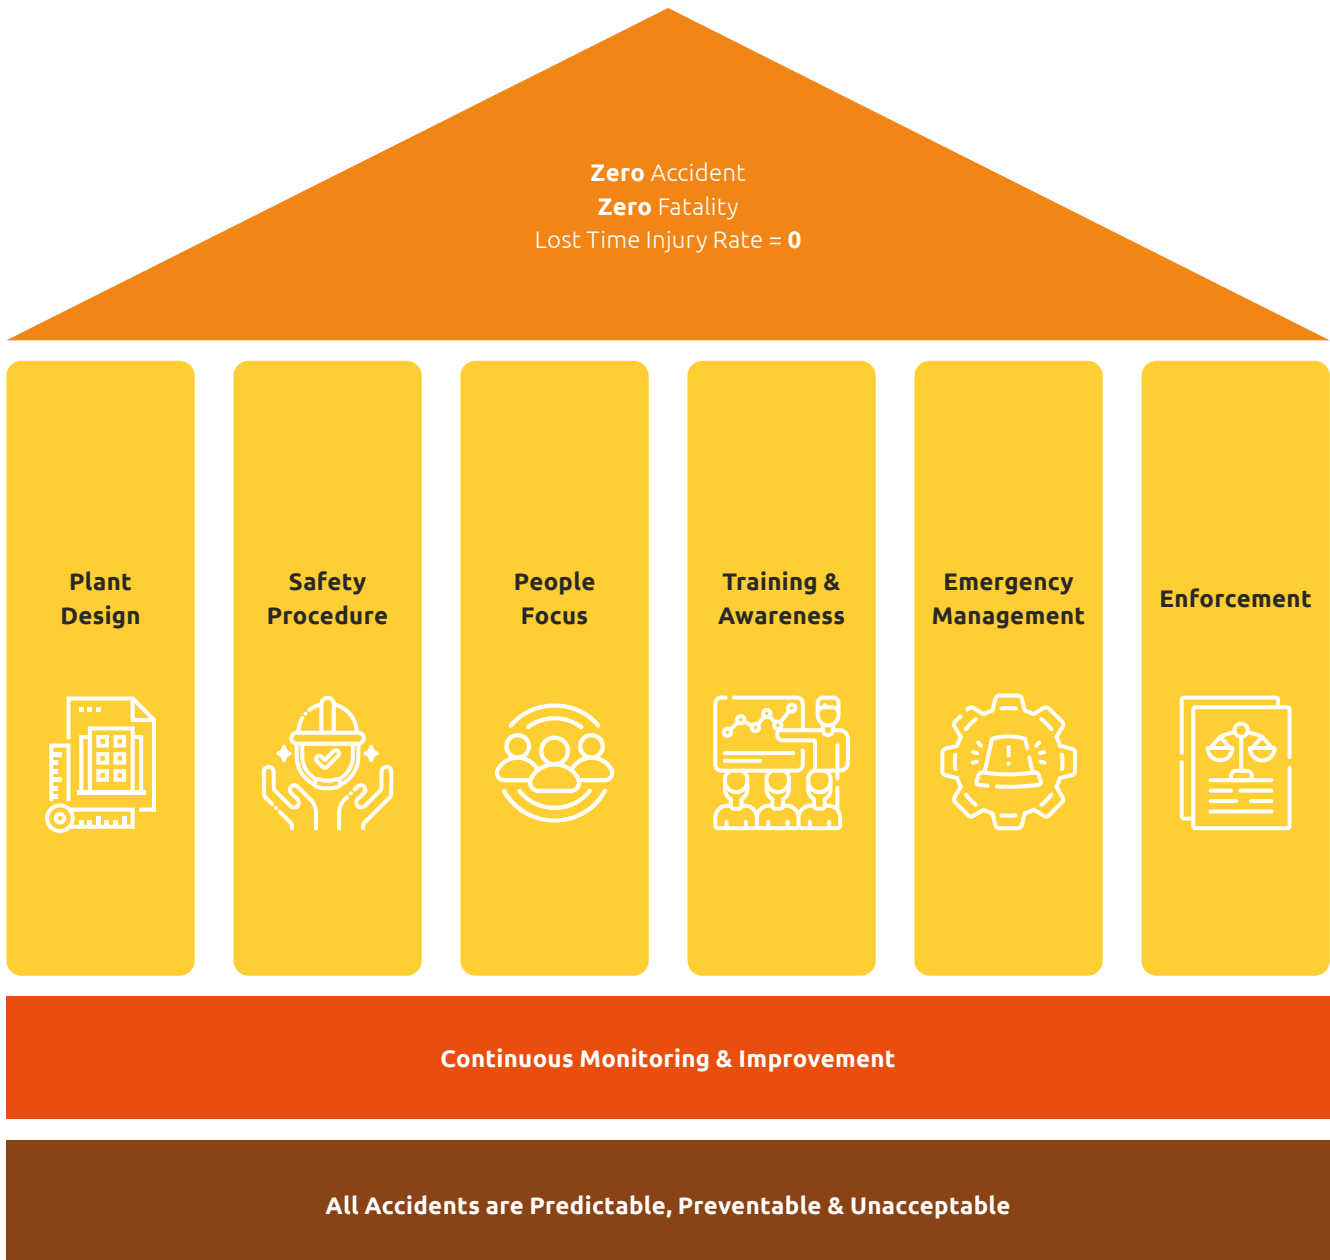 Zero Accident
Zero Fatality
Lost Time Injury Rate = 0
Plant
Design
Safety
Procedure
People
Focus
Training &
Awareness
Emergency
Management
Enforcement
Continuous Monitoring & Improvement
All Accidents are Predictable, Preventable & Unacceptable